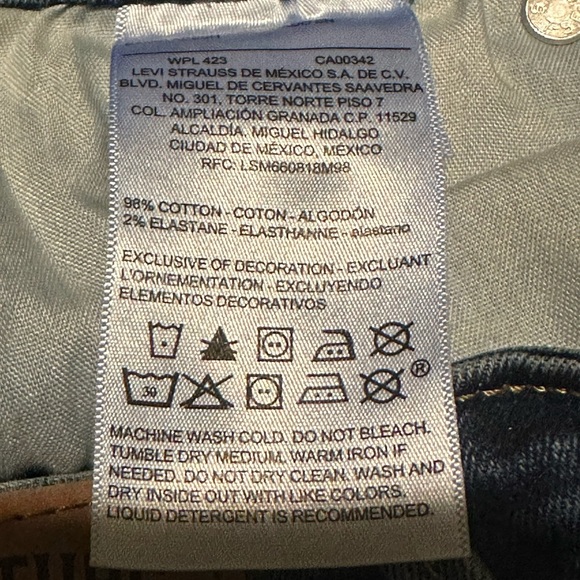 WPL 423 CA00342
LEVI STRAUSS DE MÉXICO S.A. DE C.V.
BLVD. MIGUEL DE CERVANTES SAAVEDRA
NO. 301, TORRE NORTE PISO 7
COL. AMPLIACIÓN GRANADA C.P. 11529
ALCALDÍA, MIGUEL HIDALGO
CIUDAD DE MÉXICO, MÉXICO
RFC: LSM660818M98
98% COTTON - COTON - ALGODÓN
2% ELASTANE - ELASTHANNE - elastano
EXCLUSIVE OF DECORATION - EXCLUANT
L'ORNEMENTATION - EXCLUYENDO
ELEMENTOS DECORATIVOS
30 ®
MACHINE WASH COLD. DO NOT BLEACH.
TUMBLE DRY MEDIUM. WARM IRON IF
NEEDED. DO NOT DRY CLEAN. WASH AND
DRY INSIDE OUT WITH LIKE COLORS.
LIQUID DETERGENT IS RECOMMENDED.